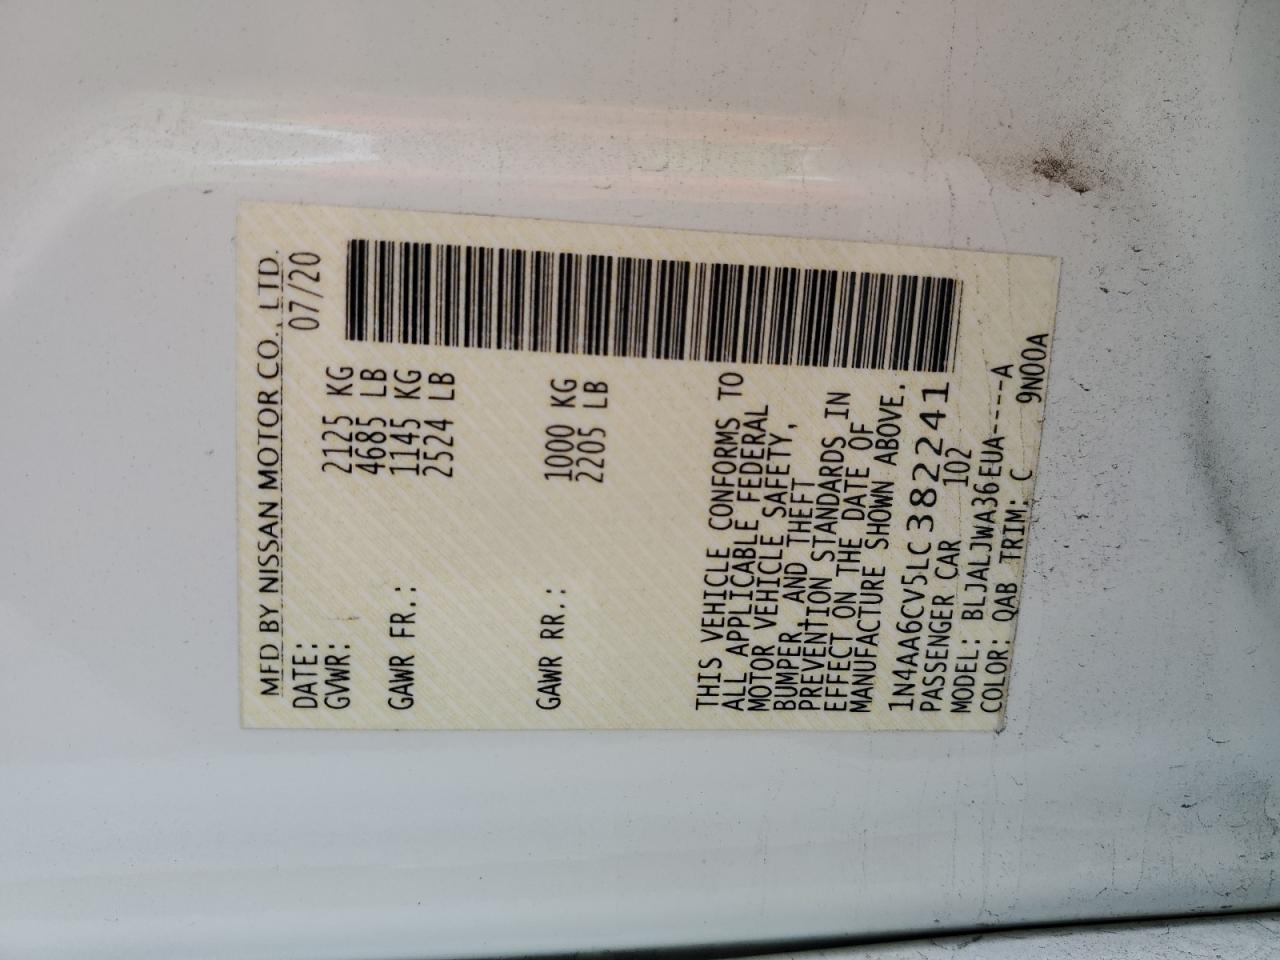 MFD BY NISSAN MOTOR CO., LTD.
DATE: 07/20
GVWR: 2125 KG
4685 LB
GAWR FR.: 1145 KG
2524 LB
GAWR RR.: 1000 KG
2205 LB
THIS VEHICLE CONFORMS TO
ALL APPLICABLE FEDERAL
MOTOR VEHICLE SAFETY,
BUMPER, AND THEFT
PREVENTION STANDARDS IN
EFFECT ON THE DATE OF
MANUFACTURE SHOWN ABOVE.
1N4AA6CV5LC382241
PASSENGER CAR 102
MODEL: BLJALJWA36EUA----A
COLOR: QAB TRIM: C 9N00A